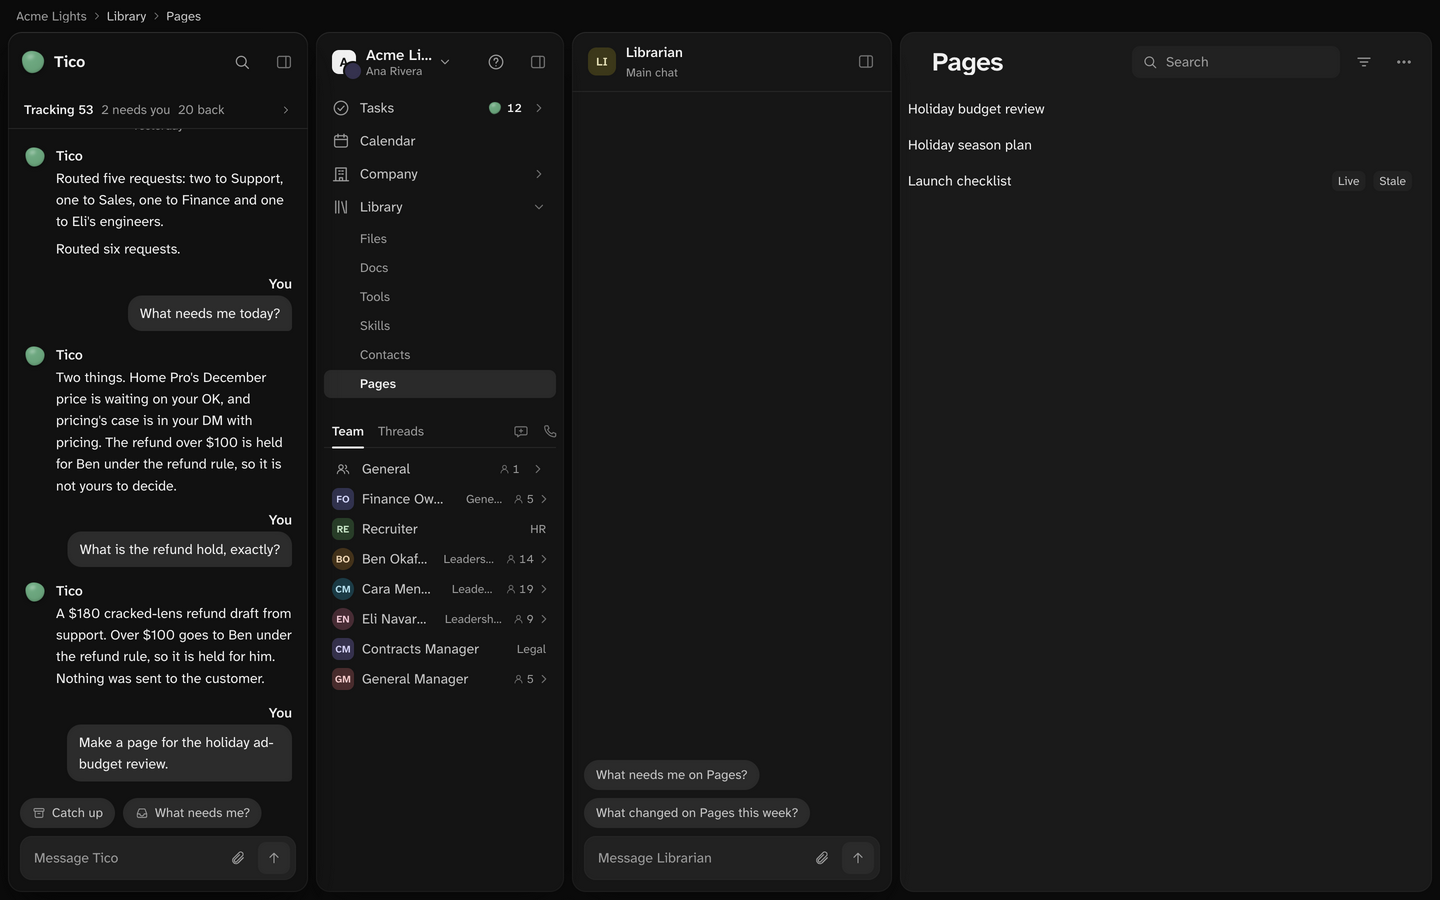 Acme Lights > Library > Pages
Tico
Tracking 53 2 needs you 20 back
Yesterday
Tico
Routed five requests: two to Support,
one to Sales, one to Finance and one
to Eli's engineers.
Routed six requests.
You
What needs me today?
Tico
Two things. Home Pro's December
price is waiting on your OK, and
pricing's case is in your DM with
pricing. The refund over $100 is held
for Ben under the refund rule, so it is
not yours to decide.
You
What is the refund hold, exactly?
Tico
A $180 cracked-lens refund draft from
support. Over $100 goes to Ben under
the refund rule, so it is held for him.
Nothing was sent to the customer.
You
Make a page for the holiday ad-
budget review.
Catch up
What needs me?
Message Tico
A
Acme Li...
Ana Rivera
Tasks 12
Calendar
Company
Library
Files
Docs
Tools
Skills
Contacts
Pages
Team Threads
General 1
FO Finance Ow... Gene... 5
RE Recruiter HR
BO Ben Okaf... Leaders... 14
CM Cara Men... Leade... 19
EN Eli Navar... Leadersh... 9
CM Contracts Manager Legal
GM General Manager 5
LI
Librarian
Main chat
What needs me on Pages?
What changed on Pages this week?
Message Librarian
Pages
Search
Holiday budget review
Holiday season plan
Launch checklist Live Stale